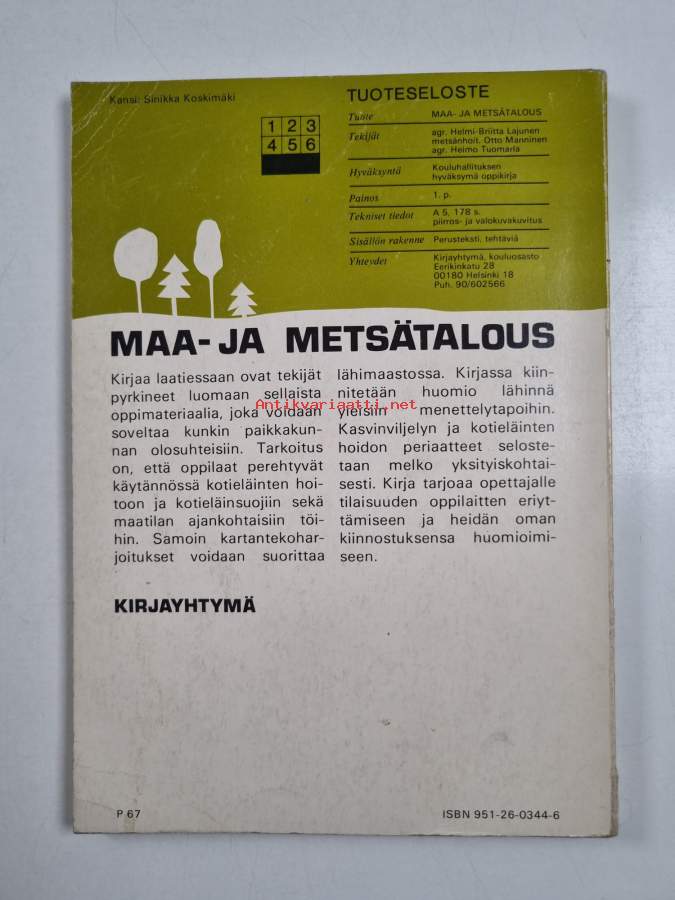 Kansi: Sinikka Koskimäki
1 2 3
4 5 6
TUOTESELOSTE
Tuote MAA- JA METSÄTALOUS
Tekijät agr. Helmi-Briitta Lajunen
metsänhoit. Otto Manninen
agr. Heimo Tuomarla
Hyväksyntä Kouluhallituksen
hyväksymä oppikirja
Painos 1. p.
Tekniset tiedot A 5, 178 s.
piirros- ja valokuvakuvitus
Sisällön rakenne Perusteksti, tehtäviä
Yhteydet Kirjayhtymä, kouluosasto
Eerikinkatu 28
00180 Helsinki 18
Puh. 90/602566
MAA- JA METSÄTALOUS
Kirjaa laatiessaan ovat tekijät
pyrkineet luomaan sellaista
oppimateriaalia, joka voidaan
soveltaa kunkin paikkakun-
nan olosuhteisiin. Tarkoitus
on, että oppilaat perehtyvät
käytännössä kotieläinten hoi-
toon ja kotieläinsuojiin sekä
maatilan ajankohtaisiin töi-
hin. Samoin kartantekohar-
joitukset voidaan suorittaa
lähimaastossa. Kirjassa kiin-
nitetään huomio lähinnä
yleisiin menettelytapoihin.
Kasvinviljelyn ja kotieläinten
hoidon periaatteet seloste-
taan melko yksityiskohtai-
sesti. Kirja tarjoaa opettajalle
tilaisuuden oppilaitten eriyt-
tämiseen ja heidän oman
kiinnostuksensa huomioimi-
seen.
Antikvariaatti.net
KIRJAYHTYMÄ
P 67
ISBN 951-26-0344-6